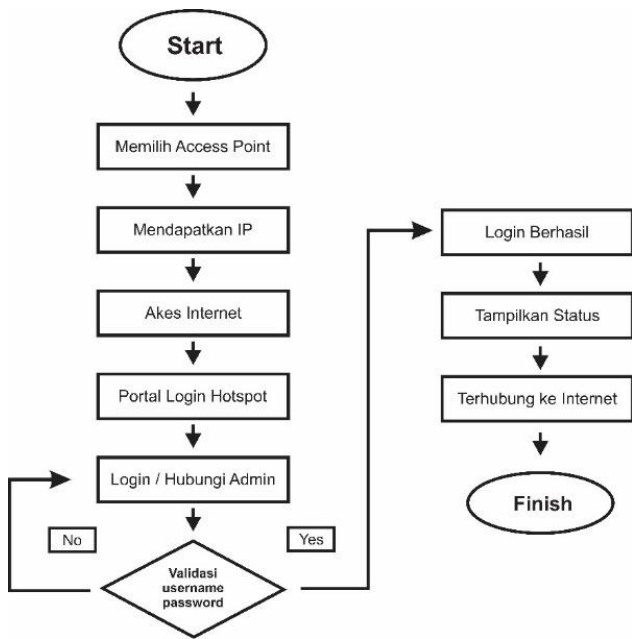 Start
Memilih Access Point
Mendapatkan IP
Akes Internet
Portal Login Hotspot
Login / Hubungi Admin
No
Yes
Validasi
username
password
Login Berhasil
Tampilkan Status
Terhubung ke Internet
Finish